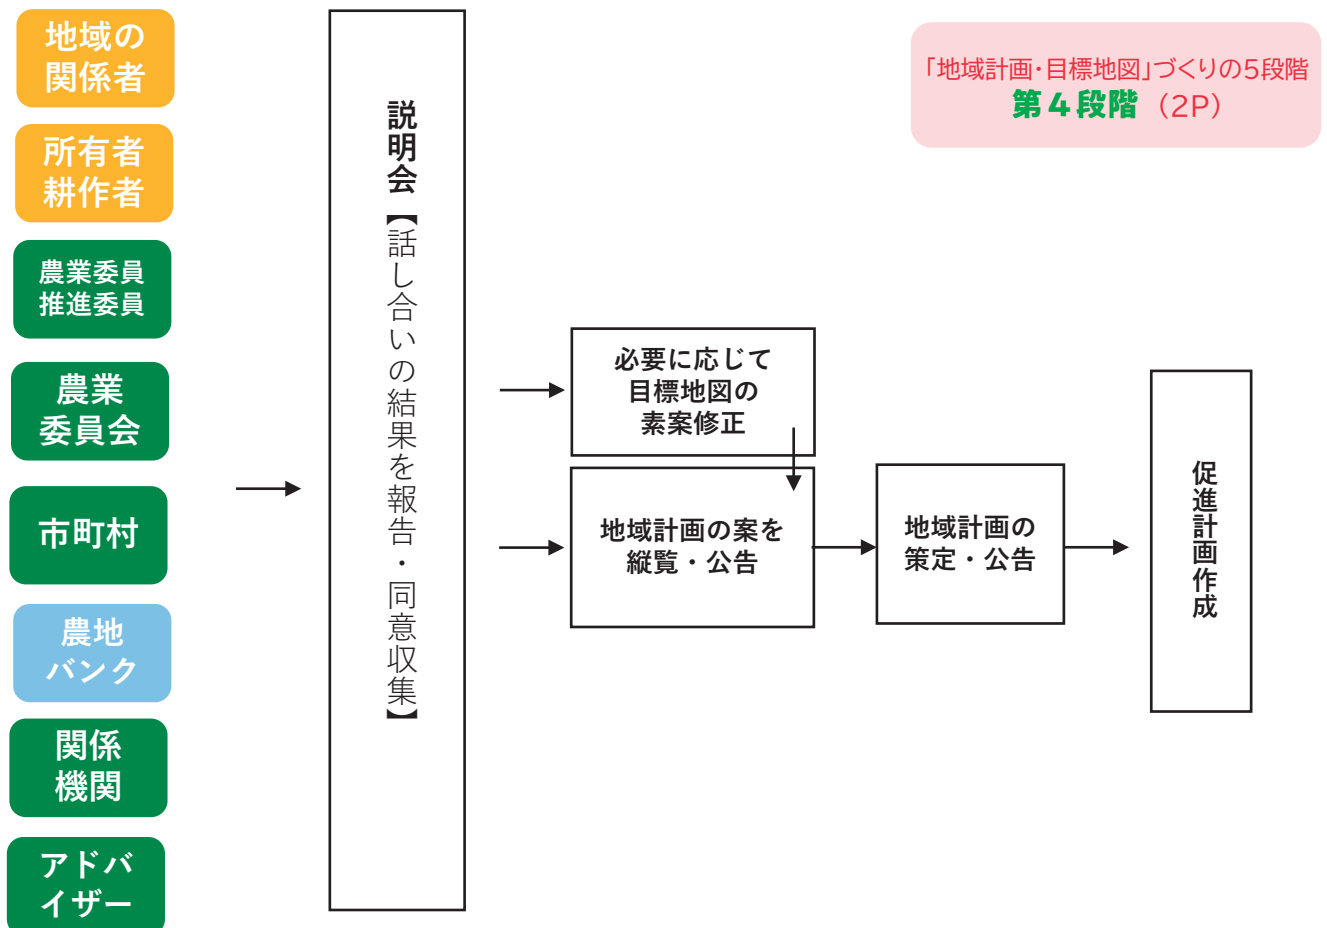 地域の
関係者
所有者
耕作者
農業委員
推進委員
農業
委員会
市町村
農地
バンク
関係
機関
アドバ
イザー
説明会【話し合いの結果を報告・同意収集】
「地域計画・目標地図」づくりの5段階
第4段階（2P）
必要に応じて
目標地図の
素案修正
地域計画の案を
縦覧・公告
地域計画の
策定・公告
促進計画作成